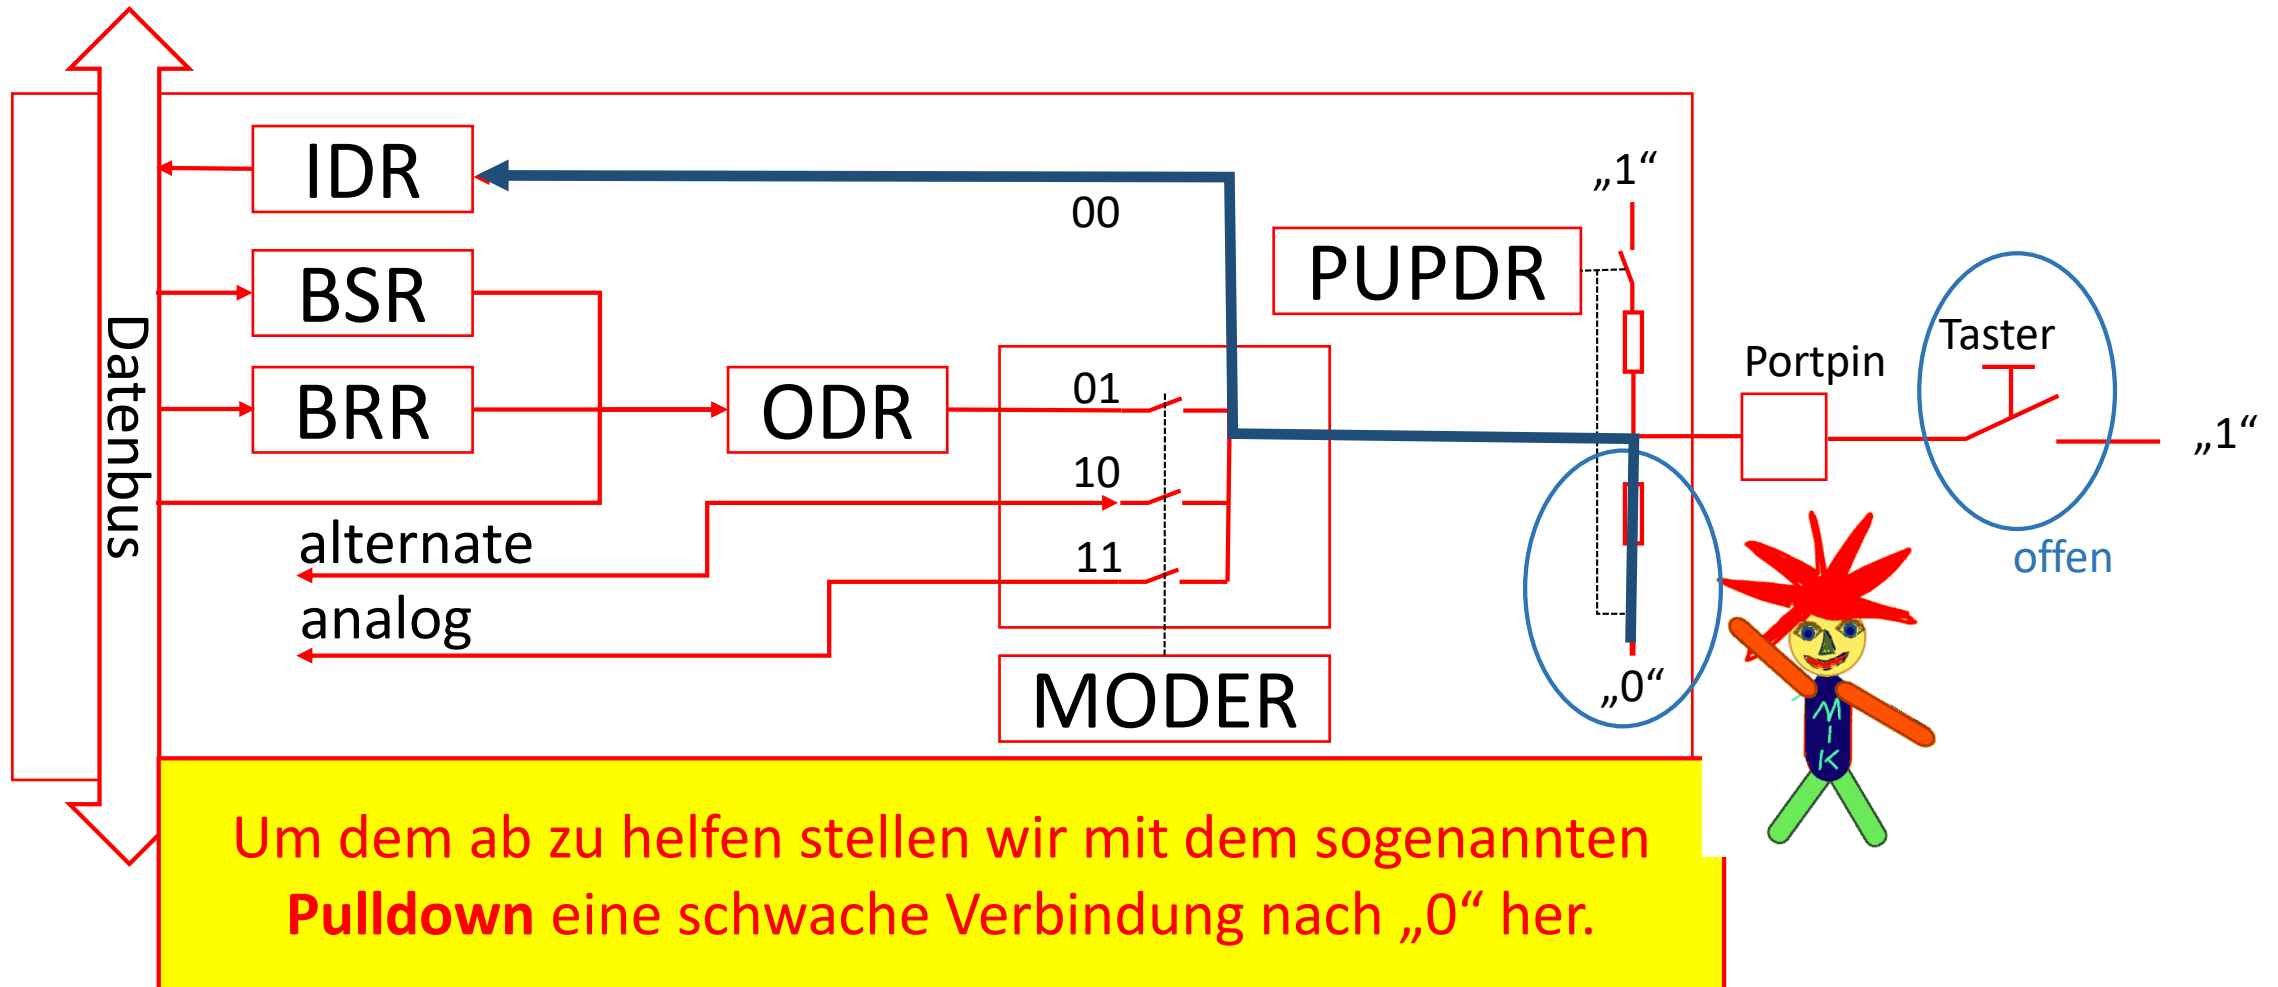 IDR
„1“
00
BSR
PUPDR
Datenbus
Taster
Portpin
BRR
ODR
01
„1“
10
alternate
11
offen
analog
„0“
MODER
MIK
Um dem ab zu helfen stellen wir mit dem sogenannten
Pulldown eine schwache Verbindung nach „0“ her.